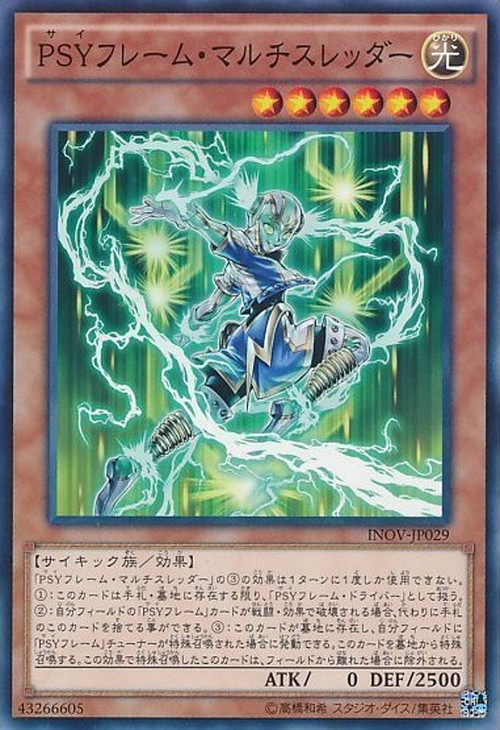 サイ
PSYフレーム・マルチスレッダー
ひかり
光
INOV-JP029
【サイキック族／効果】
「PSYフレーム・マルチスレッダー」の③の効果は1ターンに1度しか使用できない。
①：このカードは手札・墓地に存在する限り、「PSYフレーム・ドライバー」として扱う。
②：自分フィールドの「PSYフレーム」カードが戦闘・効果で破壊される場合、代わりに手札
のこのカードを捨てる事ができる。③：このカードが墓地に存在し、自分フィールドに
「PSYフレーム」チューナーが特殊召喚された場合に発動できる。このカードを墓地から特殊
召喚する。この効果で特殊召喚したこのカードは、フィールドから離れた場合に除外される。
ATK/ 0 DEF/2500
43266605
©高橋和希 スタジオ・ダイス/集英社